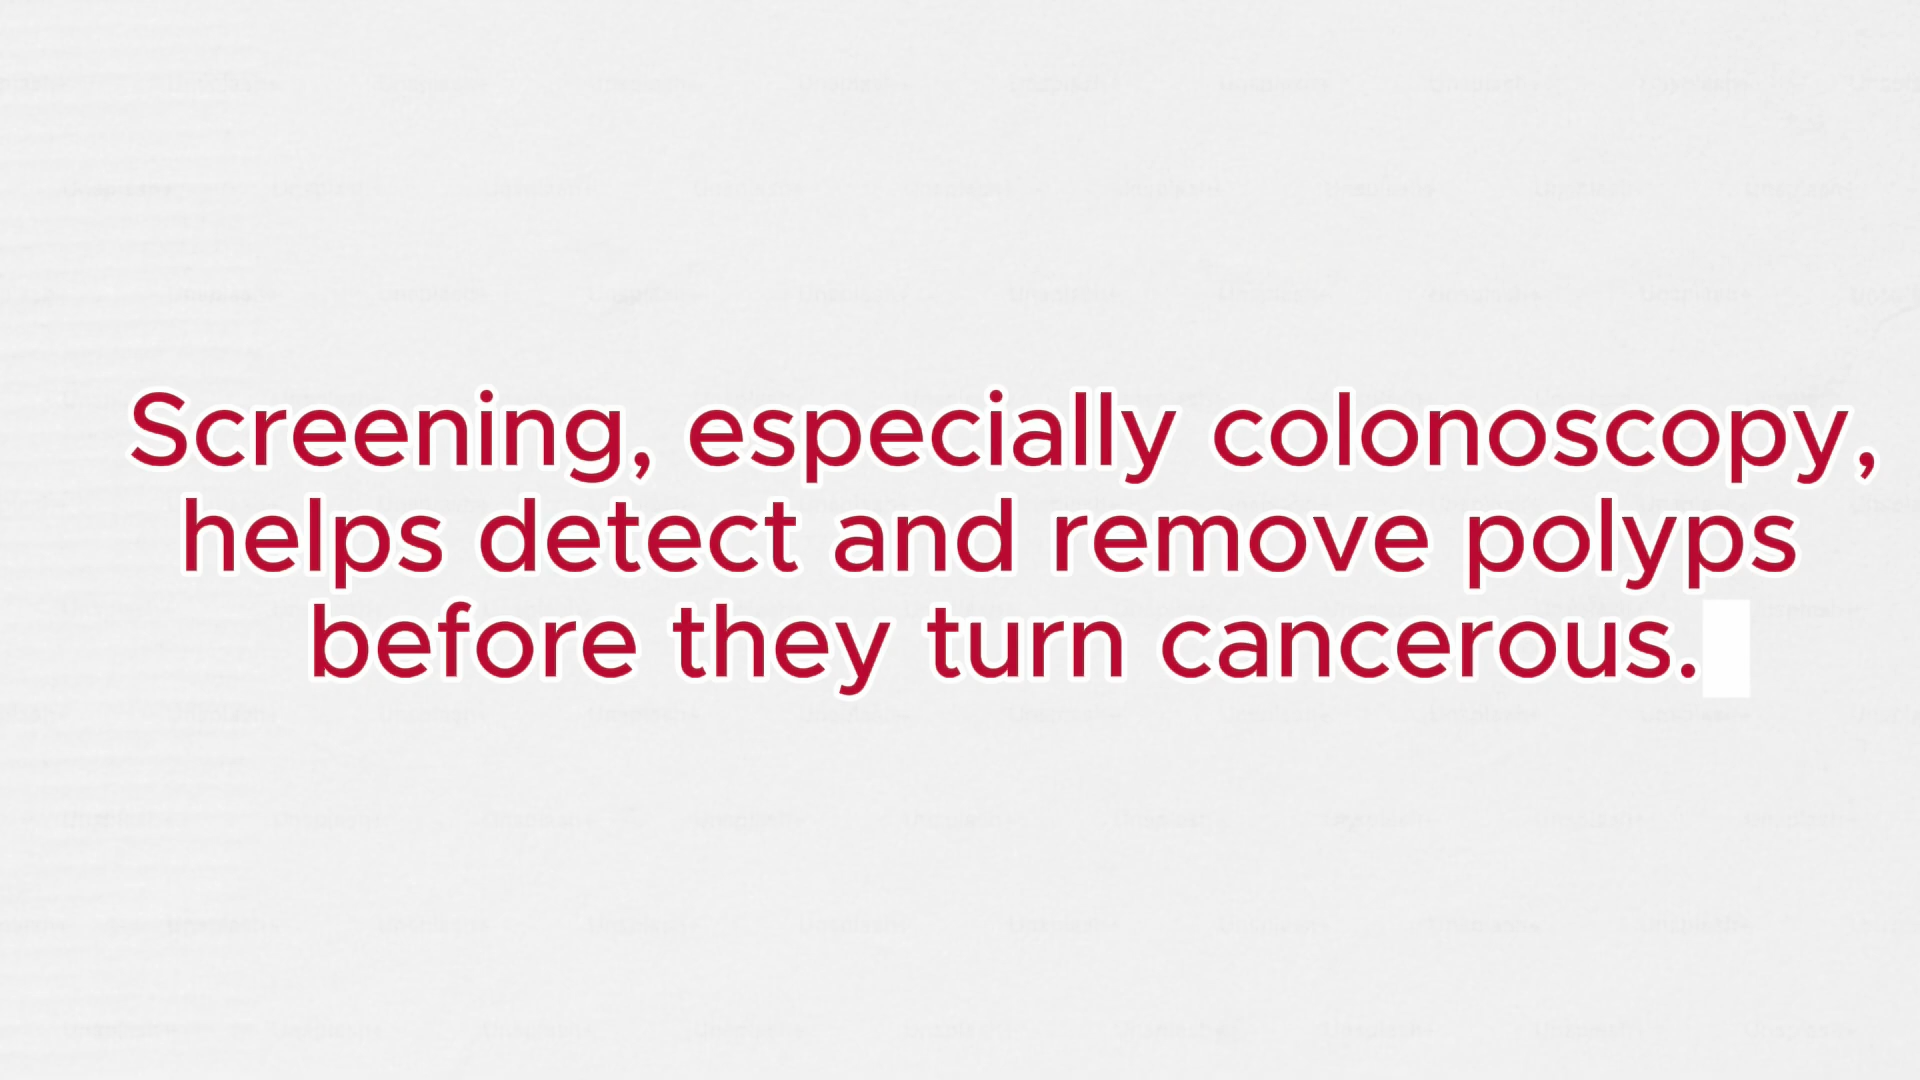 Screening, especially colonoscopy,
helps detect and remove polyps
before they turn cancerous.